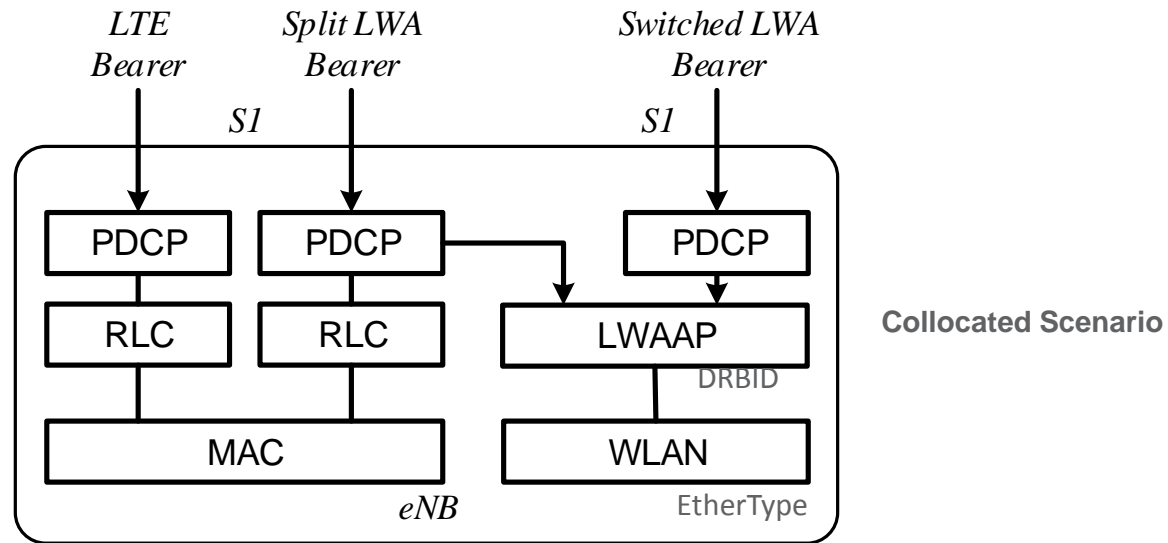 LTE Bearer
Split LWA Bearer
Switched LWA Bearer
S1
S1
PDCP
PDCP
PDCP
RLC
RLC
LWAAP
Collocated Scenario
DRBID
MAC
WLAN
eNB
EtherType